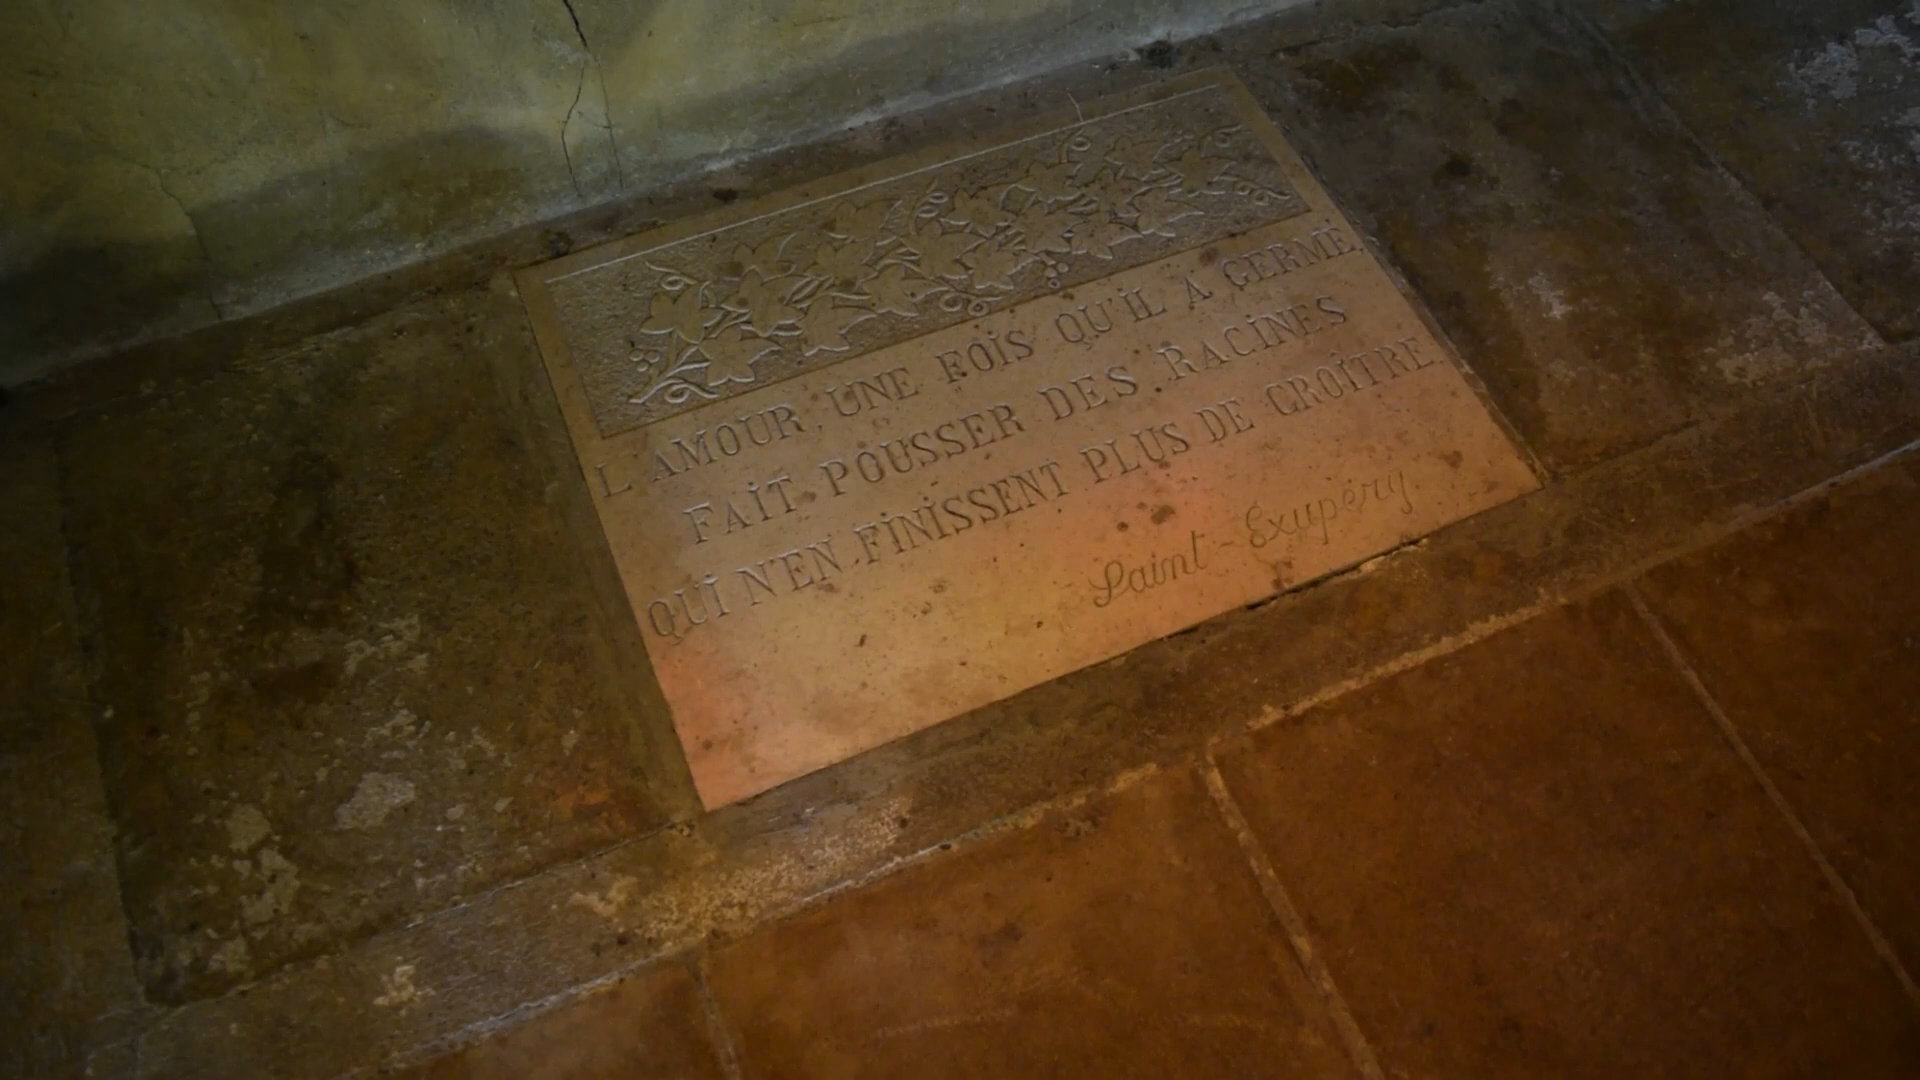 L'AMOUR, UNE FOIS QU'IL A GERMÉ,
FAIT POUSSER DES RACINES
QUI N'EN FINISSENT PLUS DE CROÎTRE.
Saint-Exupéry